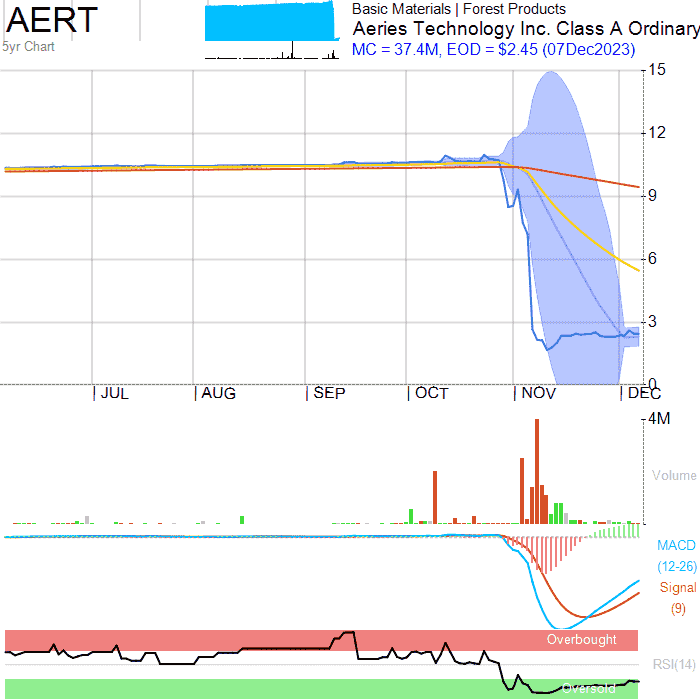 AERT
5yr Chart
Basic Materials | Forest Products
Aeries Technology Inc. Class A Ordinary
MC = 37.4M, EOD = $2.45 (07Dec2023)
15
12
9
6
3
0
JUL AUG SEP OCT NOV DEC
4M
Volume
MACD
(12-26)
Signal
(9)
Overbought
RSI(14)
Oversold